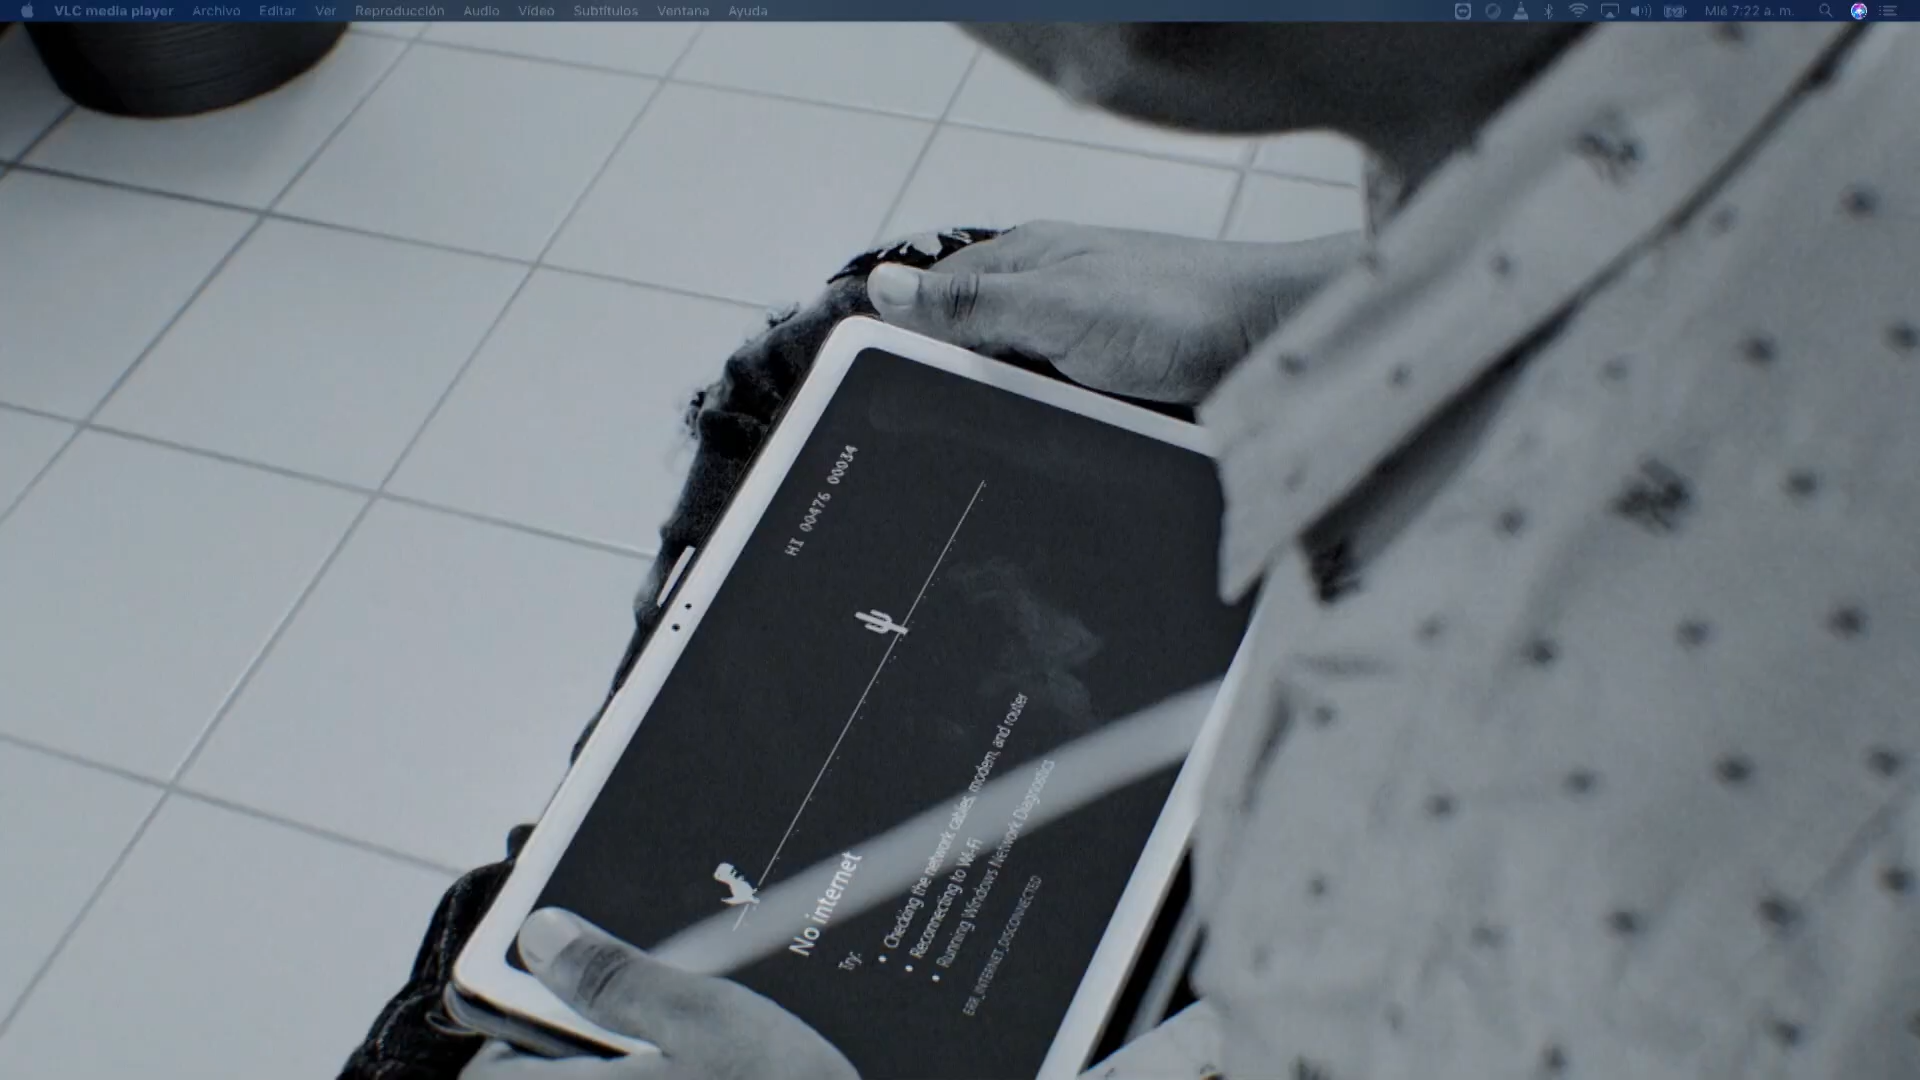 VLC media player Archivo Editar Ver Reproducción Audio Vídeo Subtítulos Ventana Ayuda Mié 7:22 a. m.
HI 00476 00034
No internet
Try:
• Checking the network cables, modem, and router
• Reconnecting to Wi-Fi
• Running Windows Network Diagnostics
ERR_INTERNET_DISCONNECTED